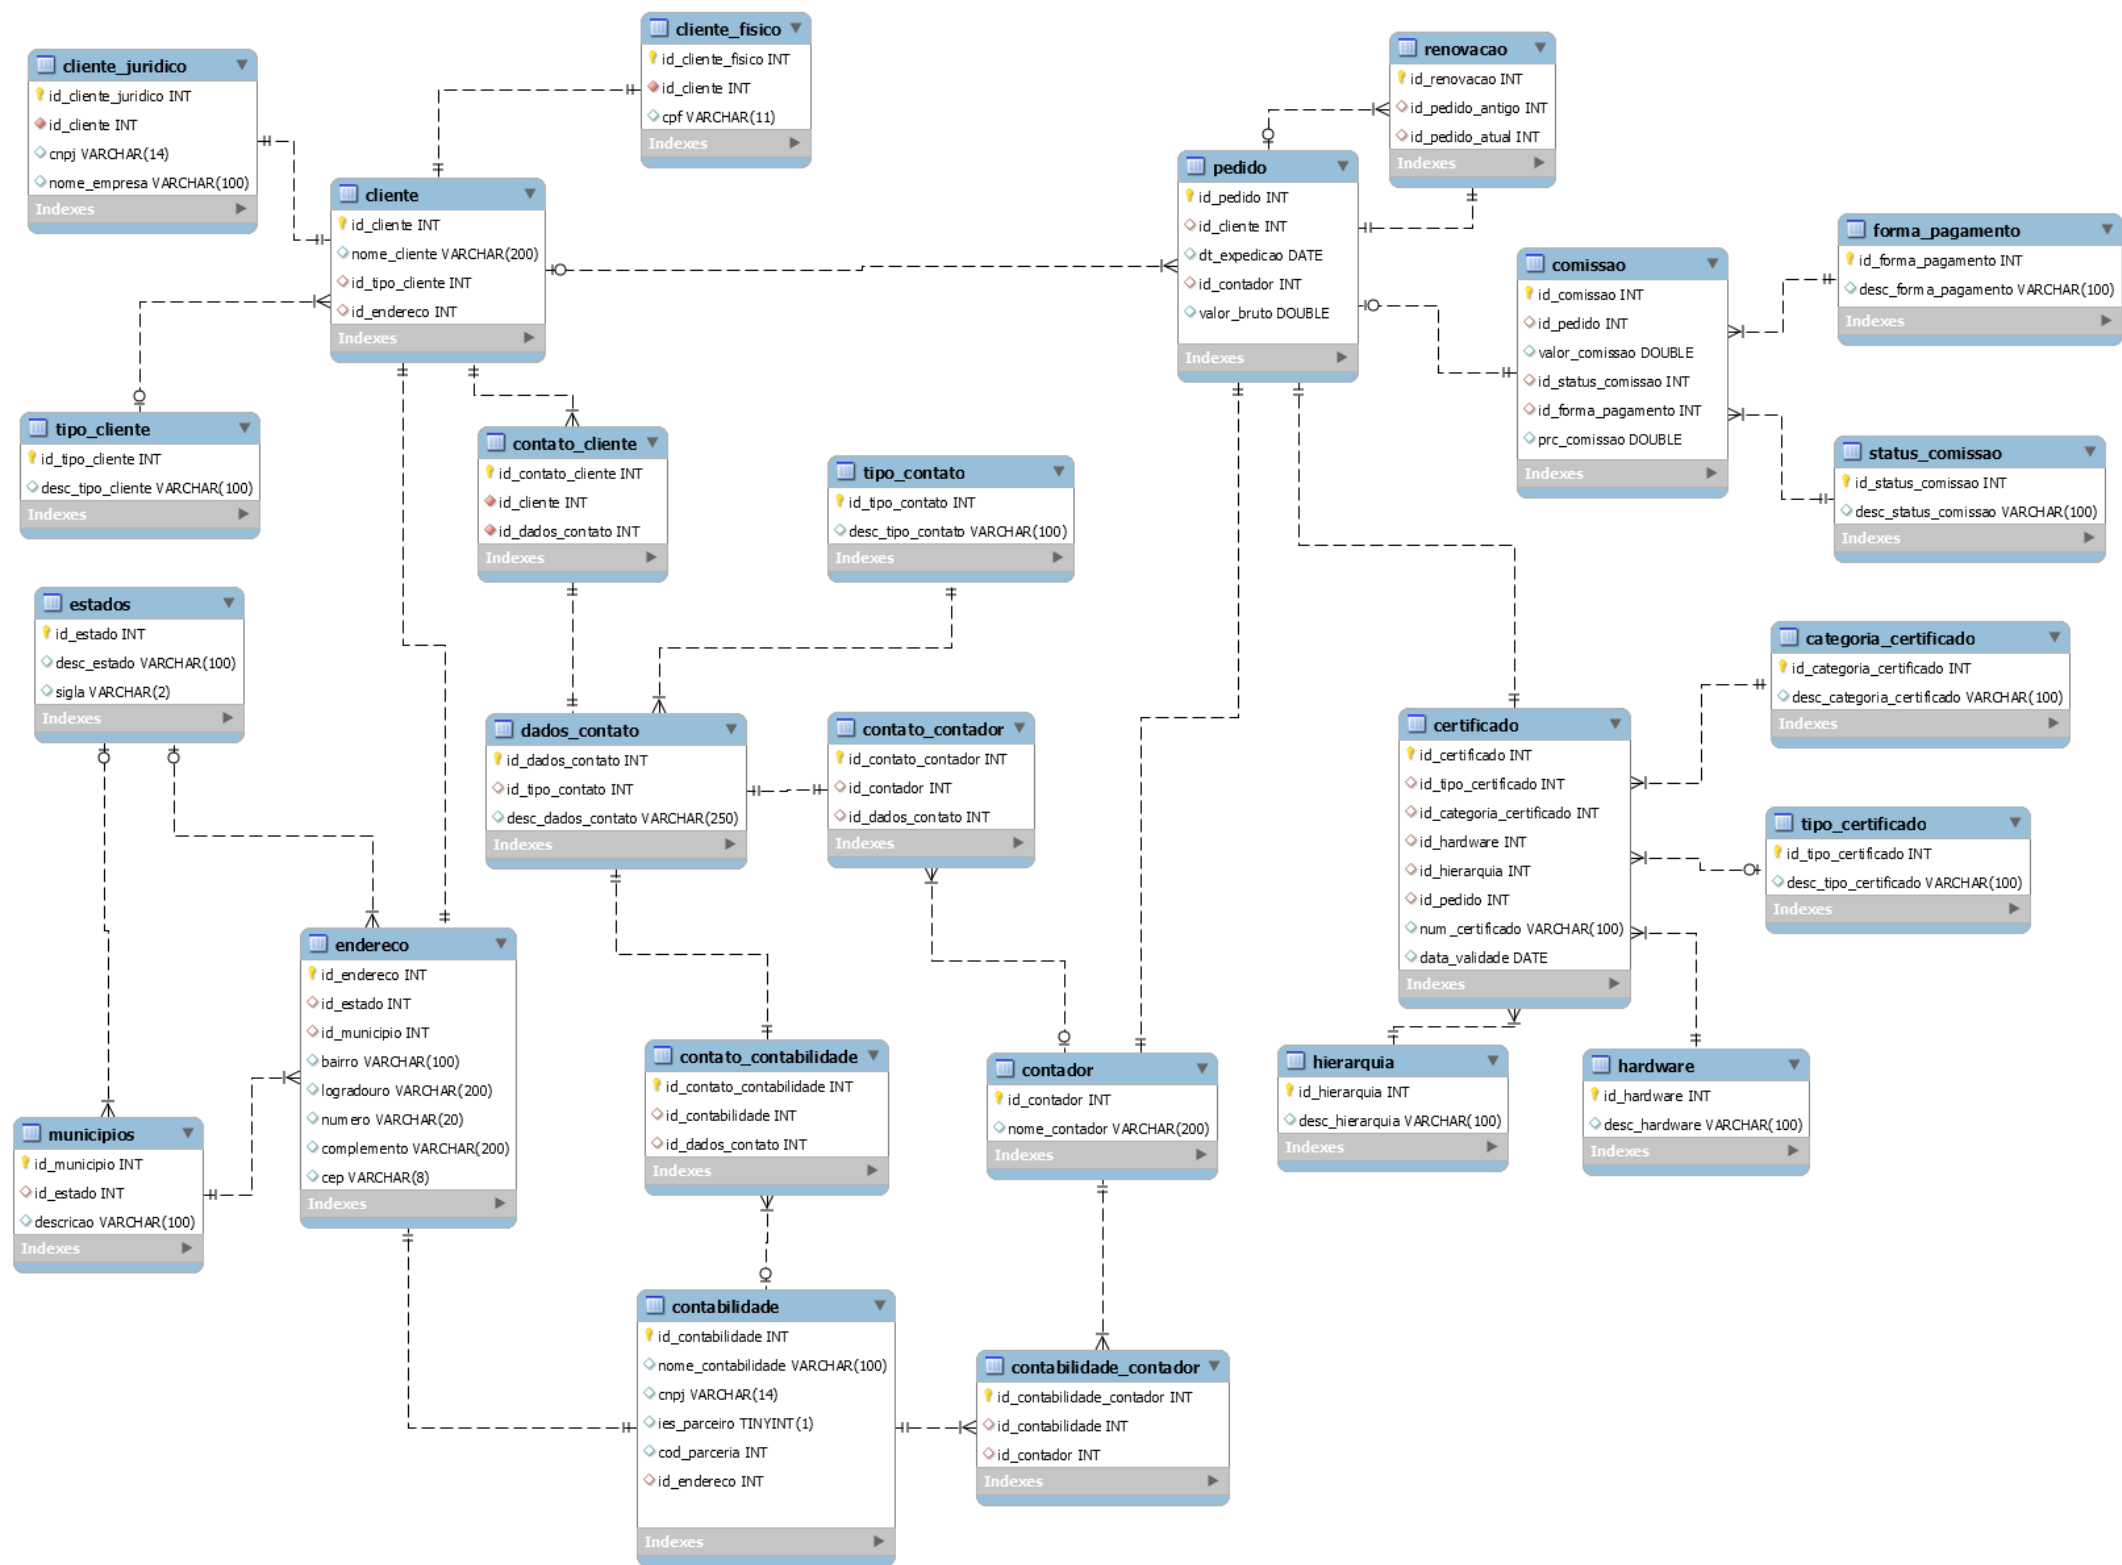 cliente_fisico
id_cliente_fisico INT
id_cliente INT
cpf VARCHAR(11)
Indexes
cliente_juridico
id_cliente_juridico INT
id_cliente INT
cnpj VARCHAR(14)
nome_empresa VARCHAR(100)
Indexes
renovacao
id_renovacao INT
id_pedido_antigo INT
id_pedido_atual INT
Indexes
cliente
id_cliente INT
nome_cliente VARCHAR(200)
id_tipo_cliente INT
id_endereco INT
Indexes
pedido
id_pedido INT
id_cliente INT
dt_expedicao DATE
id_contador INT
valor_bruto DOUBLE
Indexes
comissao
id_comissao INT
id_pedido INT
valor_comissao DOUBLE
id_status_comissao INT
id_forma_pagamento INT
prc_comissao DOUBLE
Indexes
forma_pagamento
id_forma_pagamento INT
desc_forma_pagamento VARCHAR(100)
Indexes
tipo_cliente
id_tipo_cliente INT
desc_tipo_cliente VARCHAR(100)
Indexes
contato_cliente
id_contato_cliente INT
id_cliente INT
id_dados_contato INT
Indexes
tipo_contato
id_tipo_contato INT
desc_tipo_contato VARCHAR(100)
Indexes
status_comissao
id_status_comissao INT
desc_status_comissao VARCHAR(100)
Indexes
estados
id_estado INT
desc_estado VARCHAR(100)
sigla VARCHAR(2)
Indexes
dados_contato
id_dados_contato INT
id_tipo_contato INT
desc_dados_contato VARCHAR(250)
Indexes
contato_contador
id_contato_contador INT
id_contador INT
id_dados_contato INT
Indexes
certificado
id_certificado INT
id_tipo_certificado INT
id_categoria_certificado INT
id_hardware INT
id_hierarquia INT
id_pedido INT
num_certificado VARCHAR(100)
data_validade DATE
Indexes
categoria_certificado
id_categoria_certificado INT
desc_categoria_certificado VARCHAR(100)
Indexes
tipo_certificado
id_tipo_certificado INT
desc_tipo_certificado VARCHAR(100)
Indexes
endereco
id_endereco INT
id_estado INT
id_municipio INT
bairro VARCHAR(100)
logradouro VARCHAR(200)
numero VARCHAR(20)
complemento VARCHAR(200)
cep VARCHAR(8)
Indexes
municipios
id_municipio INT
id_estado INT
descricao VARCHAR(100)
Indexes
contato_contabilidade
id_contato_contabilidade INT
id_contabilidade INT
id_dados_contato INT
Indexes
contador
id_contador INT
nome_contador VARCHAR(200)
Indexes
hierarquia
id_hierarquia INT
desc_hierarquia VARCHAR(100)
Indexes
hardware
id_hardware INT
desc_hardware VARCHAR(100)
Indexes
contabilidade
id_contabilidade INT
nome_contabilidade VARCHAR(100)
cnpj VARCHAR(14)
ies_parceiro TINYINT(1)
cod_parceria INT
id_endereco INT
Indexes
contabilidade_contador
id_contabilidade_contador INT
id_contabilidade INT
id_contador INT
Indexes